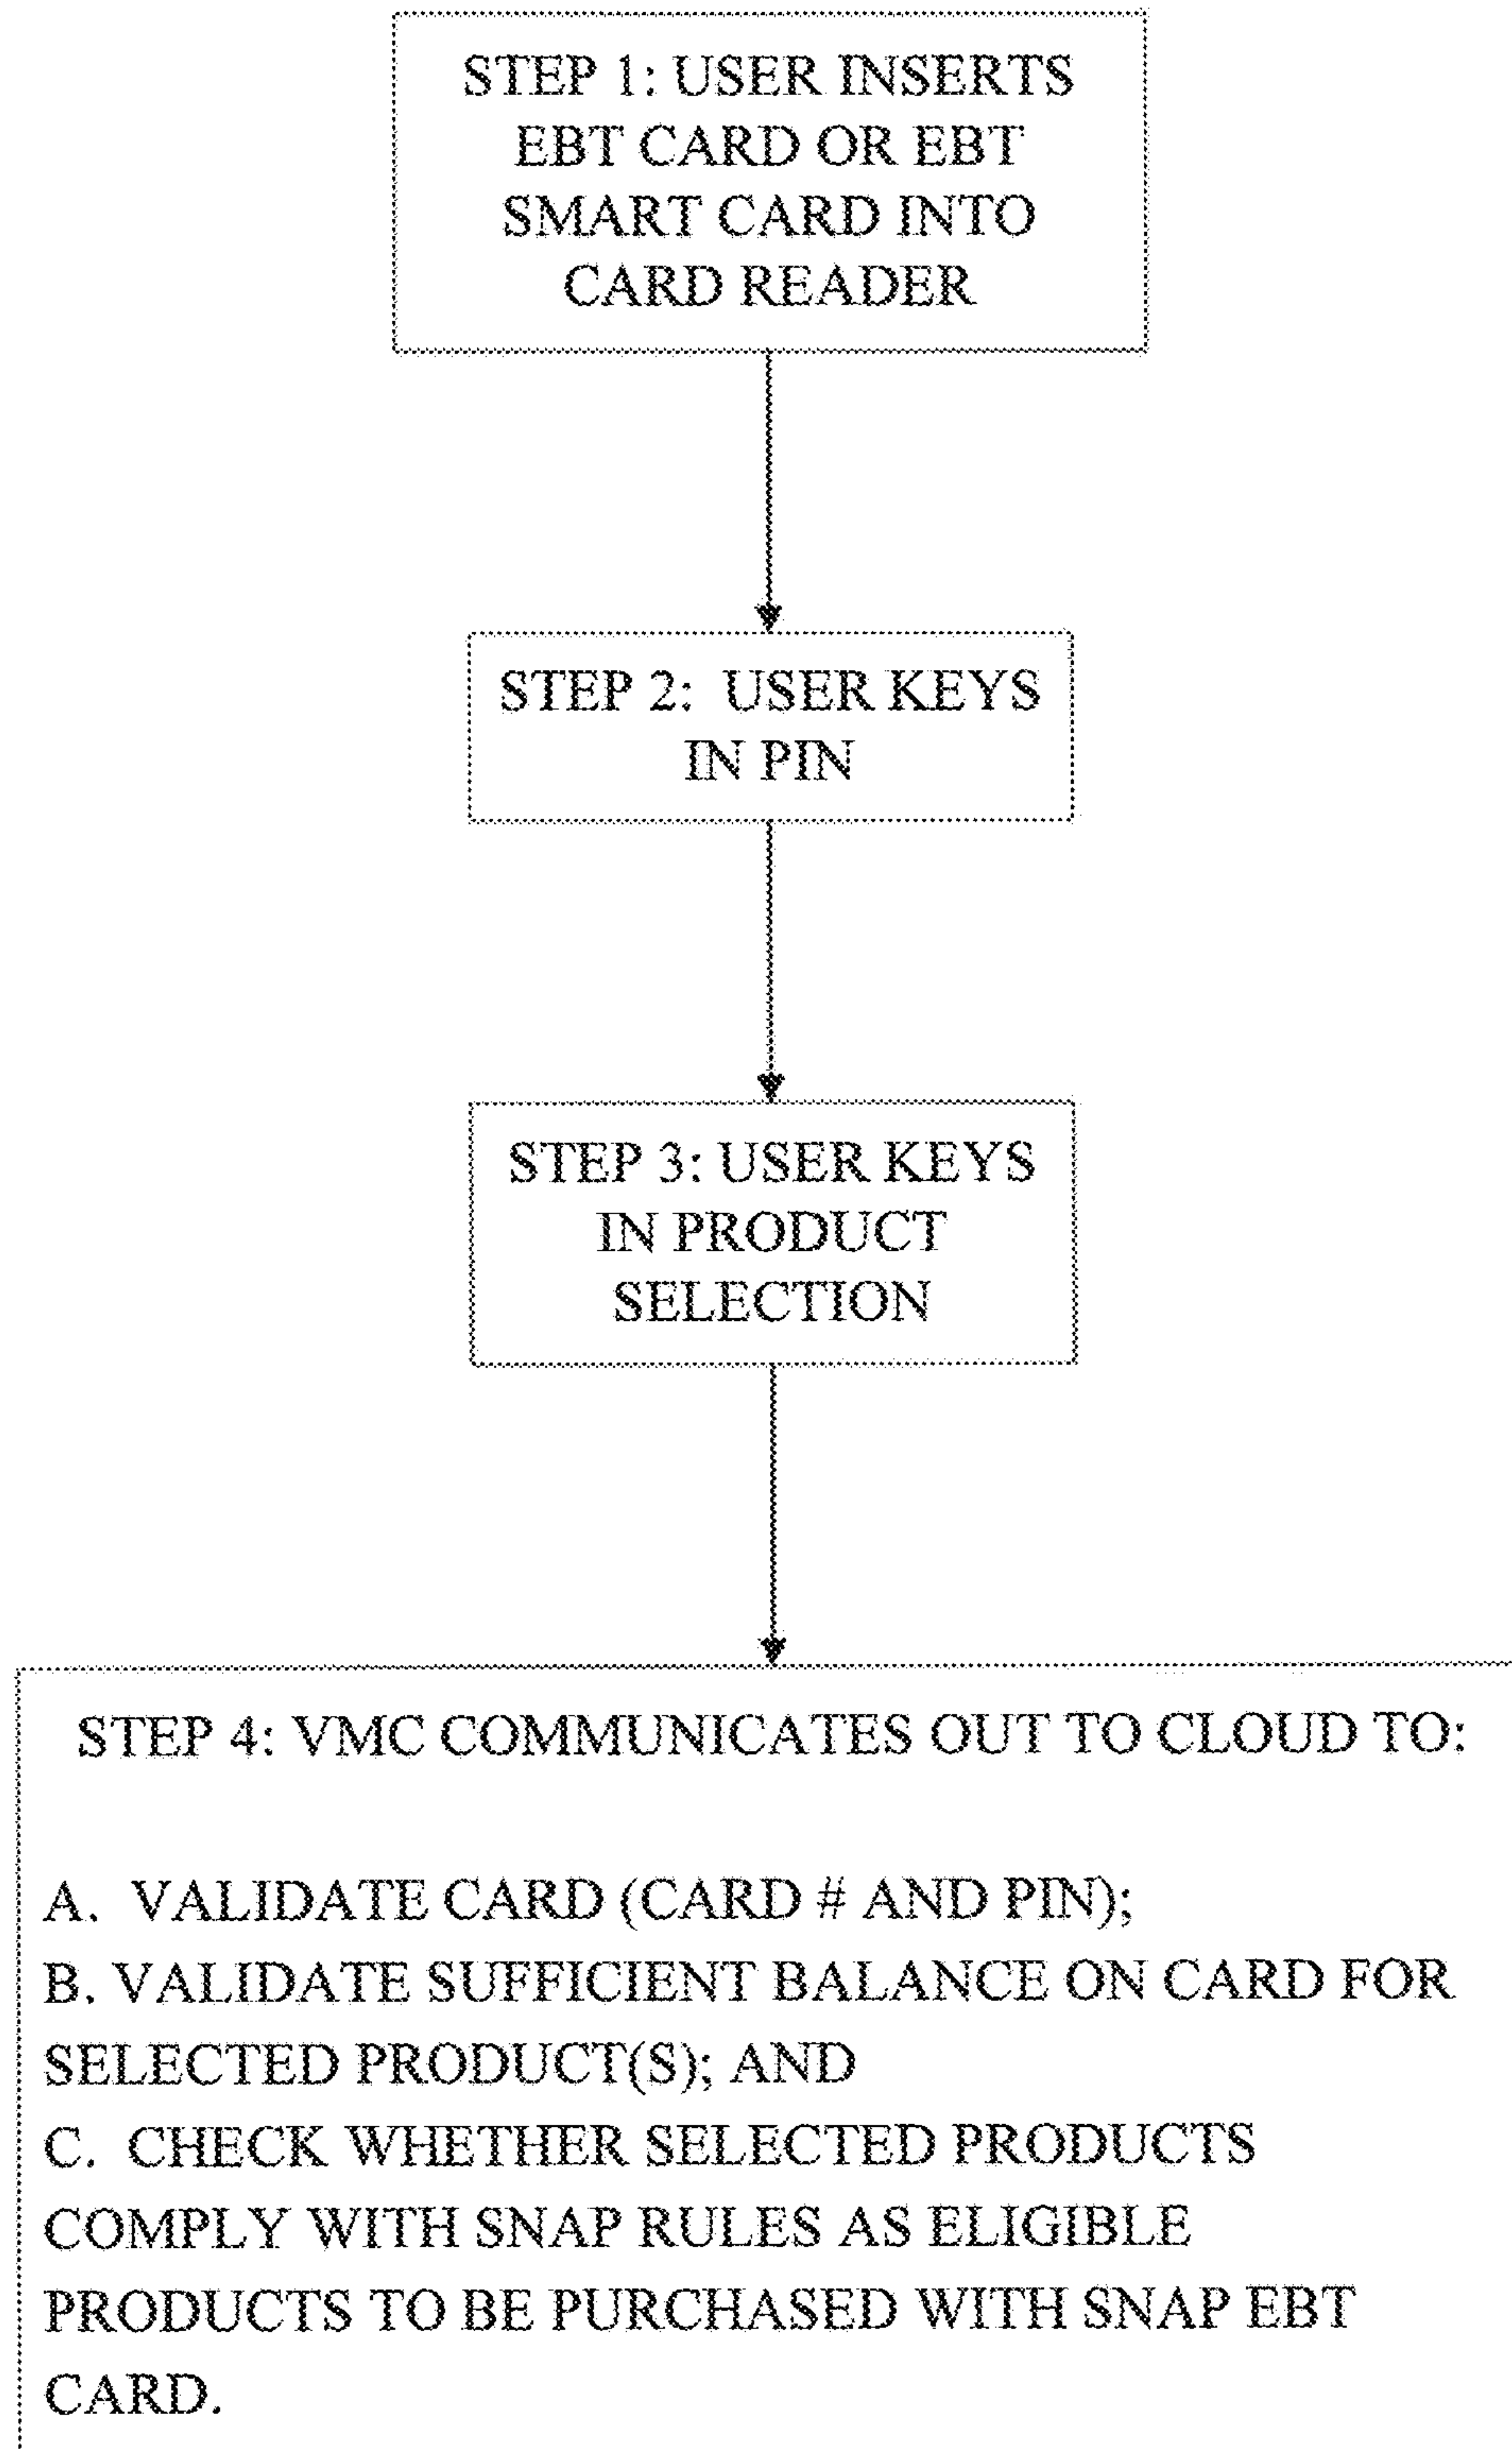 STEP 1: USER INSERTS
EBT CARD OR EBT
SMART CARD INTO
CARD READER
STEP 2: USER KEYS
IN PIN
STEP 3: USER KEYS
IN PRODUCT
SELECTION
STEP 4: VMC COMMUNICATES OUT TO CLOUD TO:
A. VALIDATE CARD (CARD # AND PIN);
B. VALIDATE SUFFICIENT BALANCE ON CARD FOR
SELECTED PRODUCT(S); AND
C. CHECK WHETHER SELECTED PRODUCTS
COMPLY WITH SNAP RULES AS ELIGIBLE
PRODUCTS TO BE PURCHASED WITH SNAP EBT
CARD.